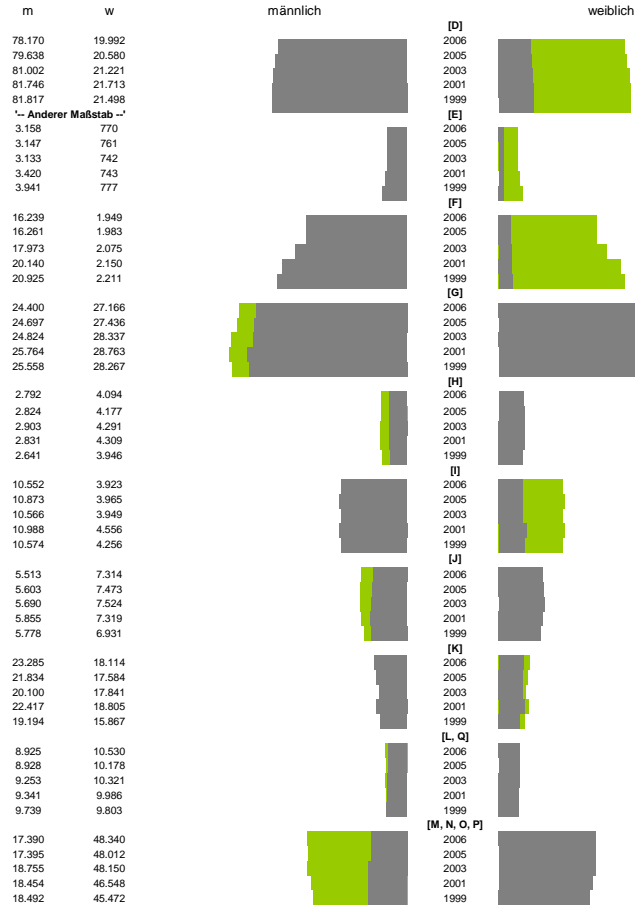 m w männlich weiblich
[D]
78.170 19.992 2006
79.638 20.580 2005
81.002 21.221 2003
81.746 21.713 2001
81.817 21.498 1999
'-- Anderer Maßstab --' [E]
3.158 770 2006
3.147 761 2005
3.133 742 2003
3.420 743 2001
3.941 777 1999
[F]
16.239 1.949 2006
16.261 1.983 2005
17.973 2.075 2003
20.140 2.150 2001
20.925 2.211 1999
[G]
24.400 27.166 2006
24.697 27.436 2005
24.824 28.337 2003
25.764 28.763 2001
25.558 28.267 1999
[H]
2.792 4.094 2006
2.824 4.177 2005
2.903 4.291 2003
2.831 4.309 2001
2.641 3.946 1999
[I]
10.552 3.923 2006
10.873 3.965 2005
10.566 3.949 2003
10.988 4.556 2001
10.574 4.256 1999
[J]
5.513 7.314 2006
5.603 7.473 2005
5.690 7.524 2003
5.855 7.319 2001
5.778 6.931 1999
[K]
23.285 18.114 2006
21.834 17.584 2005
20.100 17.841 2003
22.417 18.805 2001
19.194 15.867 1999
[L, Q]
8.925 10.530 2006
8.928 10.178 2005
9.253 10.321 2003
9.341 9.986 2001
9.739 9.803 1999
[M, N, O, P]
17.390 48.340 2006
17.395 48.012 2005
18.755 48.150 2003
18.454 46.548 2001
18.492 45.472 1999